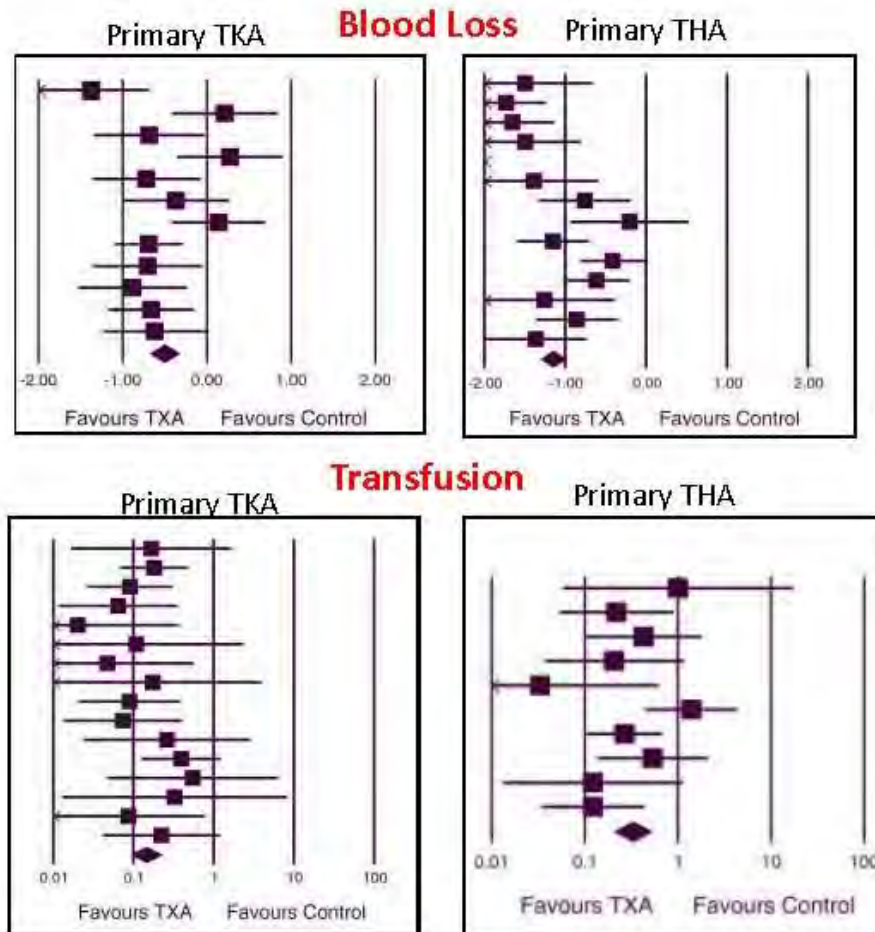 Blood Loss
Primary TKA
Primary THA
-2.00 -1.00 0.00 1.00 2.00
Favours TXA Favours Control
-2.00 -1.00 0.00 1.00 2.00
Favours TXA Favours Control
Transfusion
Primary TKA
Primary THA
0.01 0.1 1 10 100
Favours TXA Favours Control
0.01 0.1 1 10 100
Favours TXA Favours Control